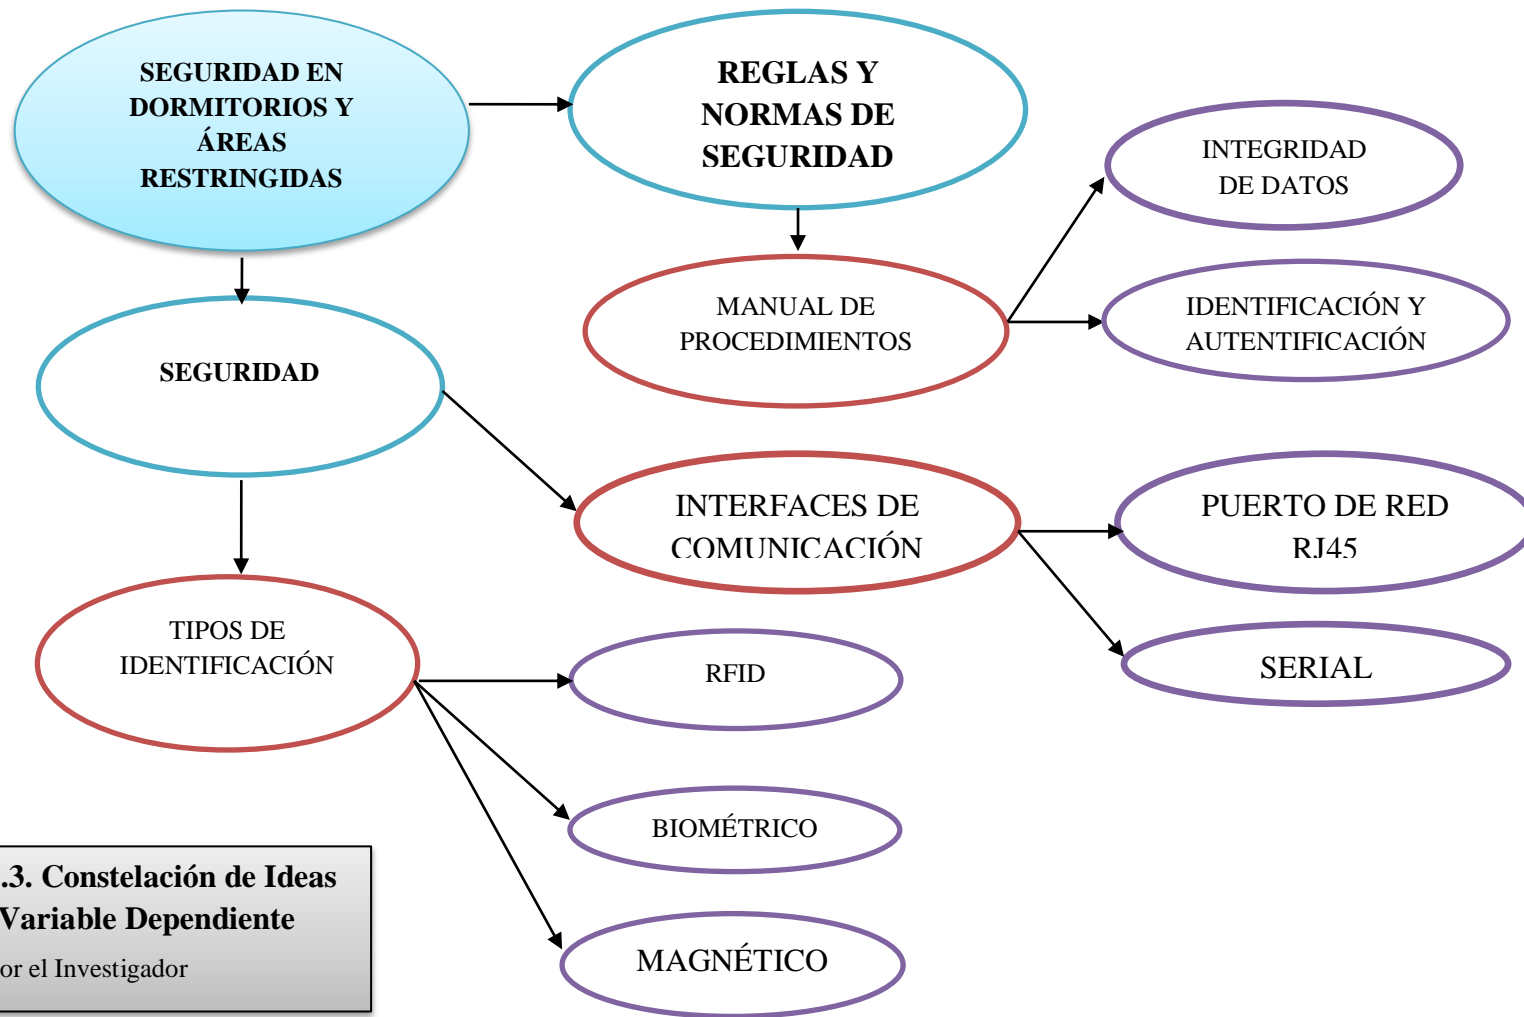 SEGURIDAD EN
DORMITORIOS Y
ÁREAS
RESTRINGIDAS
REGLAS Y
NORMAS DE
SEGURIDAD
INTEGRIDAD
DE DATOS
MANUAL DE
PROCEDIMIENTOS
IDENTIFICACIÓN Y
AUTENTIFICACIÓN
SEGURIDAD
INTERFACES DE
COMUNICACIÓN
PUERTO DE RED
RJ45
TIPOS DE
IDENTIFICACIÓN
RFID
SERIAL
BIOMÉTRICO
MAGNÉTICO
.3. Constelación de Ideas
Variable Dependiente
or el Investigador